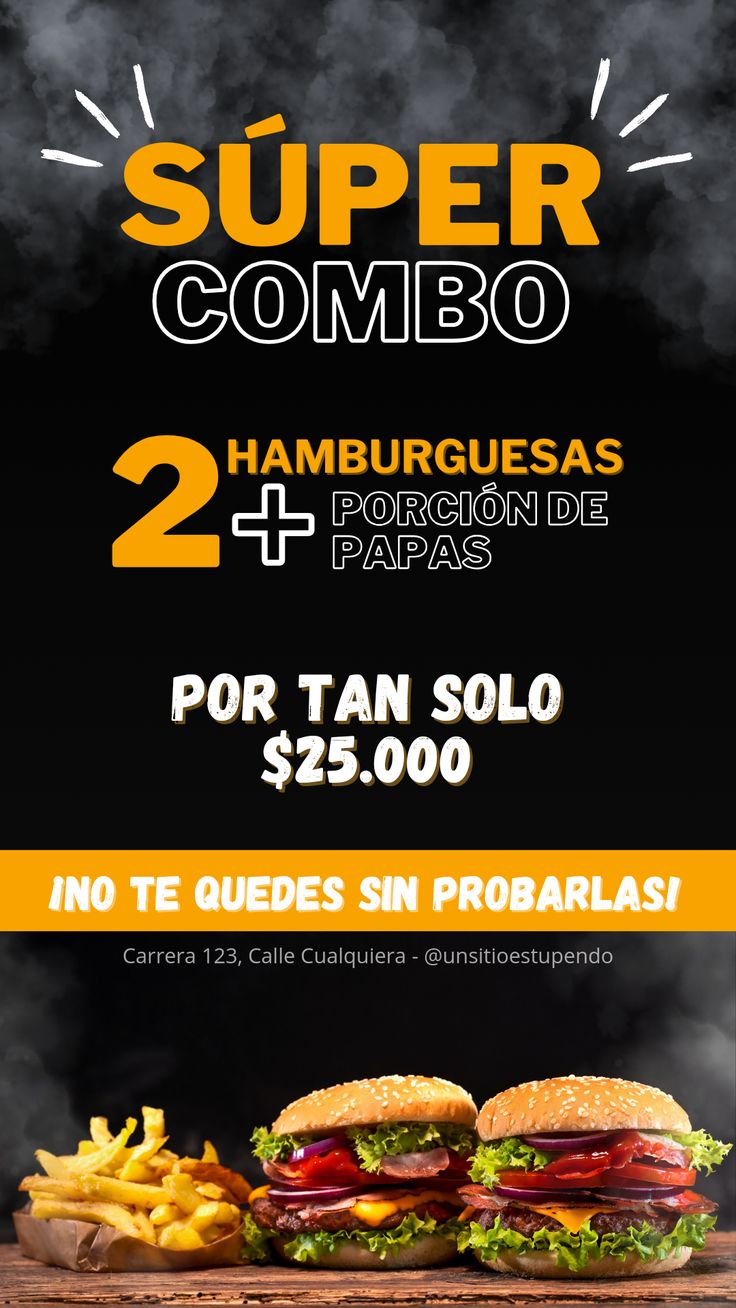 SÚPER
COMBO
2 HAMBURGUESAS
+ PORCIÓN DE
PAPAS
POR TAN SOLO
$25.000
¡NO TE QUEDES SIN PROBARLAS!
Carrera 123, Calle Cualquiera - @unsitioestupendo